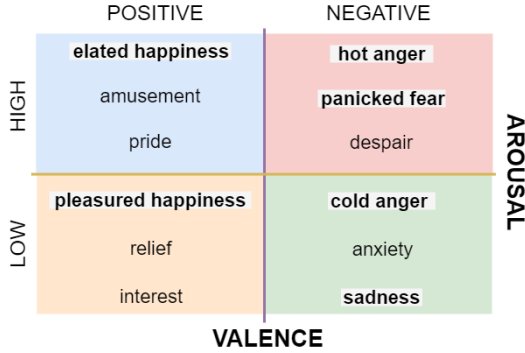 POSITIVE NEGATIVE
HIGH
elated happiness hot anger
amusement panicked fear
pride despair
AROUSAL
LOW
pleasured happiness cold anger
relief anxiety
interest sadness
VALENCE